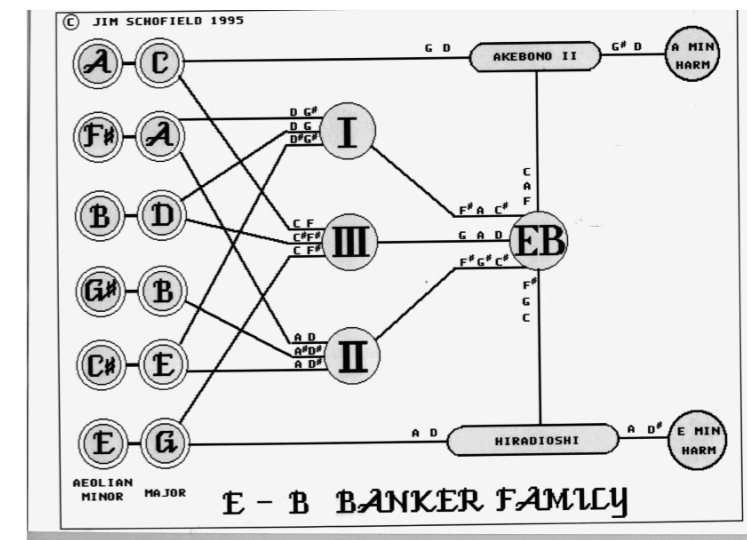 © JIM SCHOFIELD 1995
A C G D AKEBONO II G# D A MIN HARM
F# A D G# I
D G
D#G#
C
A
F
B D F# A C#
C F III G A D EB
C#F#
C F#
F#G#C#
G# B F#
G
C
A D II
A#D#
C# E A D#
E G A D HIRADIOSHI A D# E MIN HARM
AEOLIAN MINOR MAJOR
E - B BANKER FAMILY